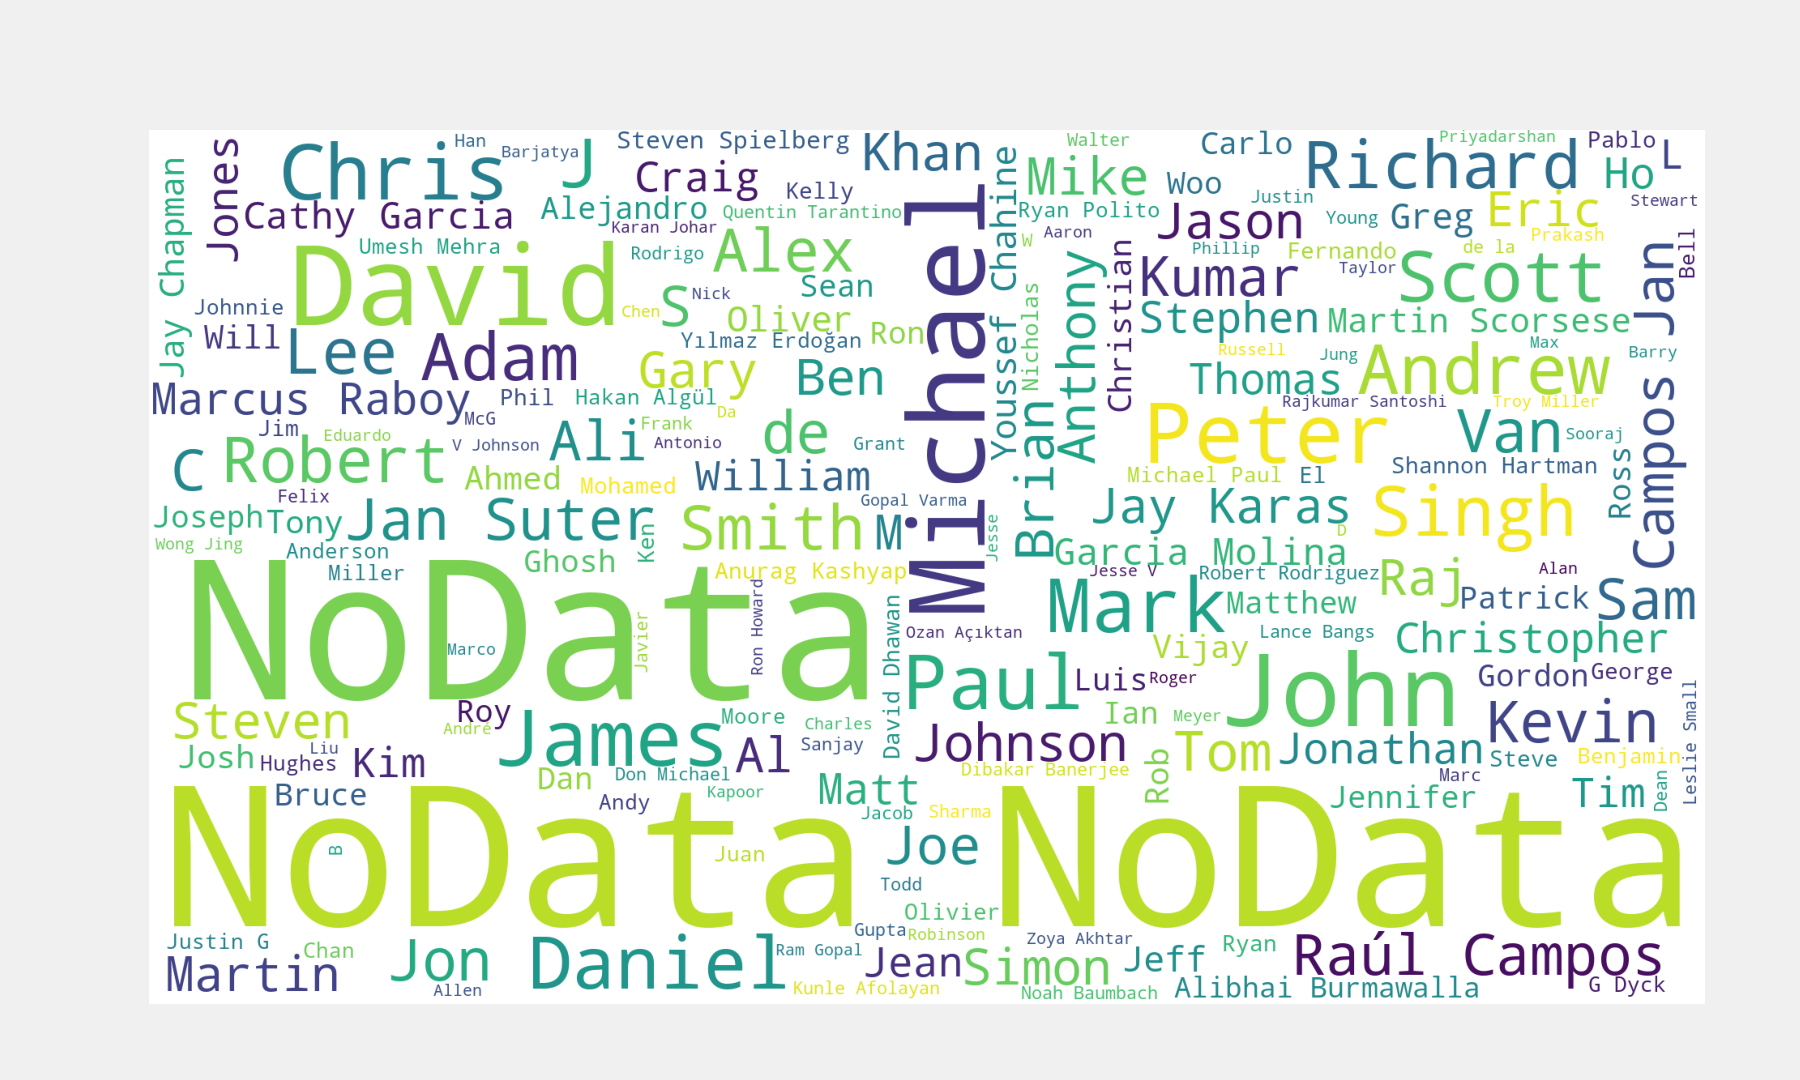 Han
Steven Spielberg
Khan
Walter
Carlo
Priyadarshan
Pablo
L
Jones
Chris
Barjatya
J
Craig
Kelly
Youssef Chahine
Mike
Woo
Richard
Ho
Jay Chapman
Cathy Garcia
Alejandro
Quentin Tarantino
Michael
Ryan Polito
Jason
Justin
Young
Greg
Eric
Stewart
Umesh Mehra
Karan Johar
W
Aaron
Phillip
Fernando
de la
Prakash
Bell
David
Rodrigo
Alex
Anthony
Christian
Kumar
Taylor
Scott
Campos Jan
Johnnie
Chen
S
Nick
Sean
Nicholas
Will
Lee
Adam
Oliver
Ron
Stephen
Martin Scorsese
Yılmaz Erdoğan
Russell
Jung
Max
Barry
Gary
Ben
Thomas
Andrew
Marcus Raboy
Phil
Hakan Algül
McG
Da
Rajkumar Santoshi
Troy Miller
Jim
Eduardo
V Johnson
Ali
Frank
Antonio
de
Grant
Brian
Peter
Van
Sooraj
C
Robert
Ahmed
Mohamed
William
Michael Paul
El
Shannon Hartman
Ross
Felix
Gopal Varma
Joseph
Tony
Jan Suter
Ken
Smith
M
Jesse
Jay Karas
D
Singh
Wong Jing
Anderson
Ghosh
Garcia Molina
Miller
Anurag Kashyap
Jesse V
Robert Rodriguez
Raj
Alan
NoData
Marco
Javier
Ron Howard
David Dhawan
Ozan Açıktan
Mark
Matthew
Patrick
Sam
Lance Bangs
Vijay
Christopher
Paul
Luis
Roger
John
Gordon
George
Steven
Roy
André
James
Moore
Charles
Ian
Meyer
Kevin
Leslie Small
Josh
Hughes
Liu
Kim
Al
Sanjay
Johnson
Tom
Jonathan
Steve
Benjamin
Dan
Don Michael
Dibakar Banerjee
Rob
Marc
Dean
Bruce
Andy
Kapoor
Matt
Jacob
Sharma
Jennifer
Tim
NoData
B
Juan
Joe
NoData
Todd
Olivier
Justin G
Chan
Gupta
Robinson
Zoya Akhtar
Ryan
Martin
Jon
Daniel
Ram Gopal
Jean
Simon
Jeff
Raúl Campos
Allen
Kunle Afolayan
Noah Baumbach
Alibhai Burmawalla
G Dyck